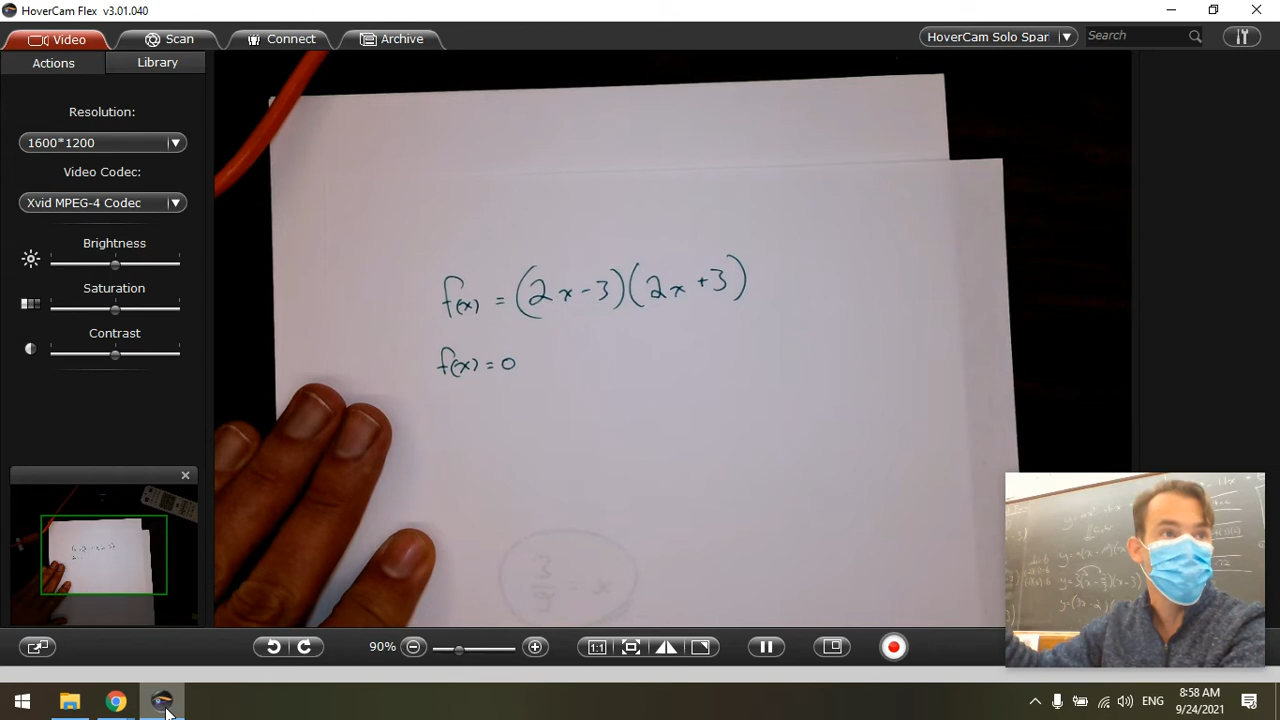 HoverCam Flex v3.01.040
Video
Scan
Connect
Archive
HoverCam Solo Spar
Search
Actions
Library
Resolution:
1600*1200
Video Codec:
Xvid MPEG-4 Codec
Brightness
Saturation
Contrast
f(x) = (2x-3)(2x+3)
f(x) = 0
90%
1:1
ENG
8:58 AM
9/24/2021